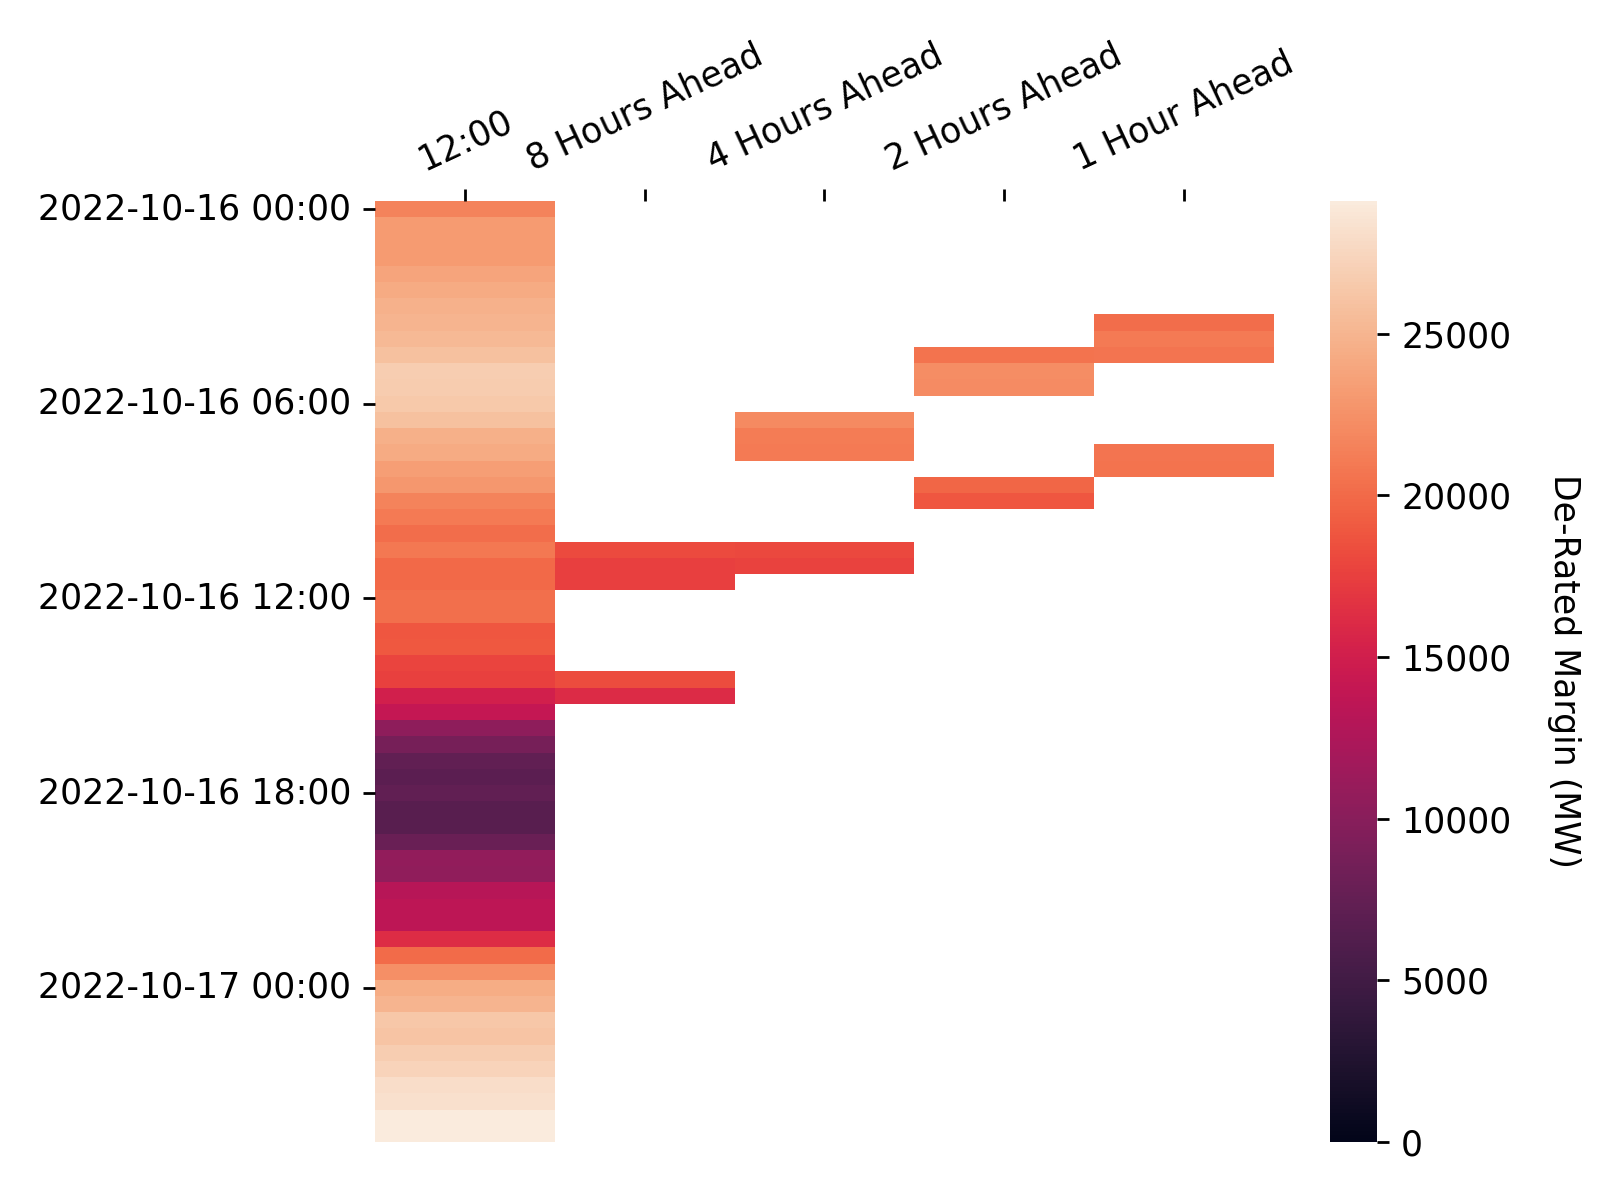 12:00
8 Hours Ahead
4 Hours Ahead
2 Hours Ahead
1 Hour Ahead
2022-10-16 00:00
2022-10-16 06:00
2022-10-16 12:00
2022-10-16 18:00
2022-10-17 00:00
25000
20000
15000
10000
5000
0
De-Rated Margin (MW)